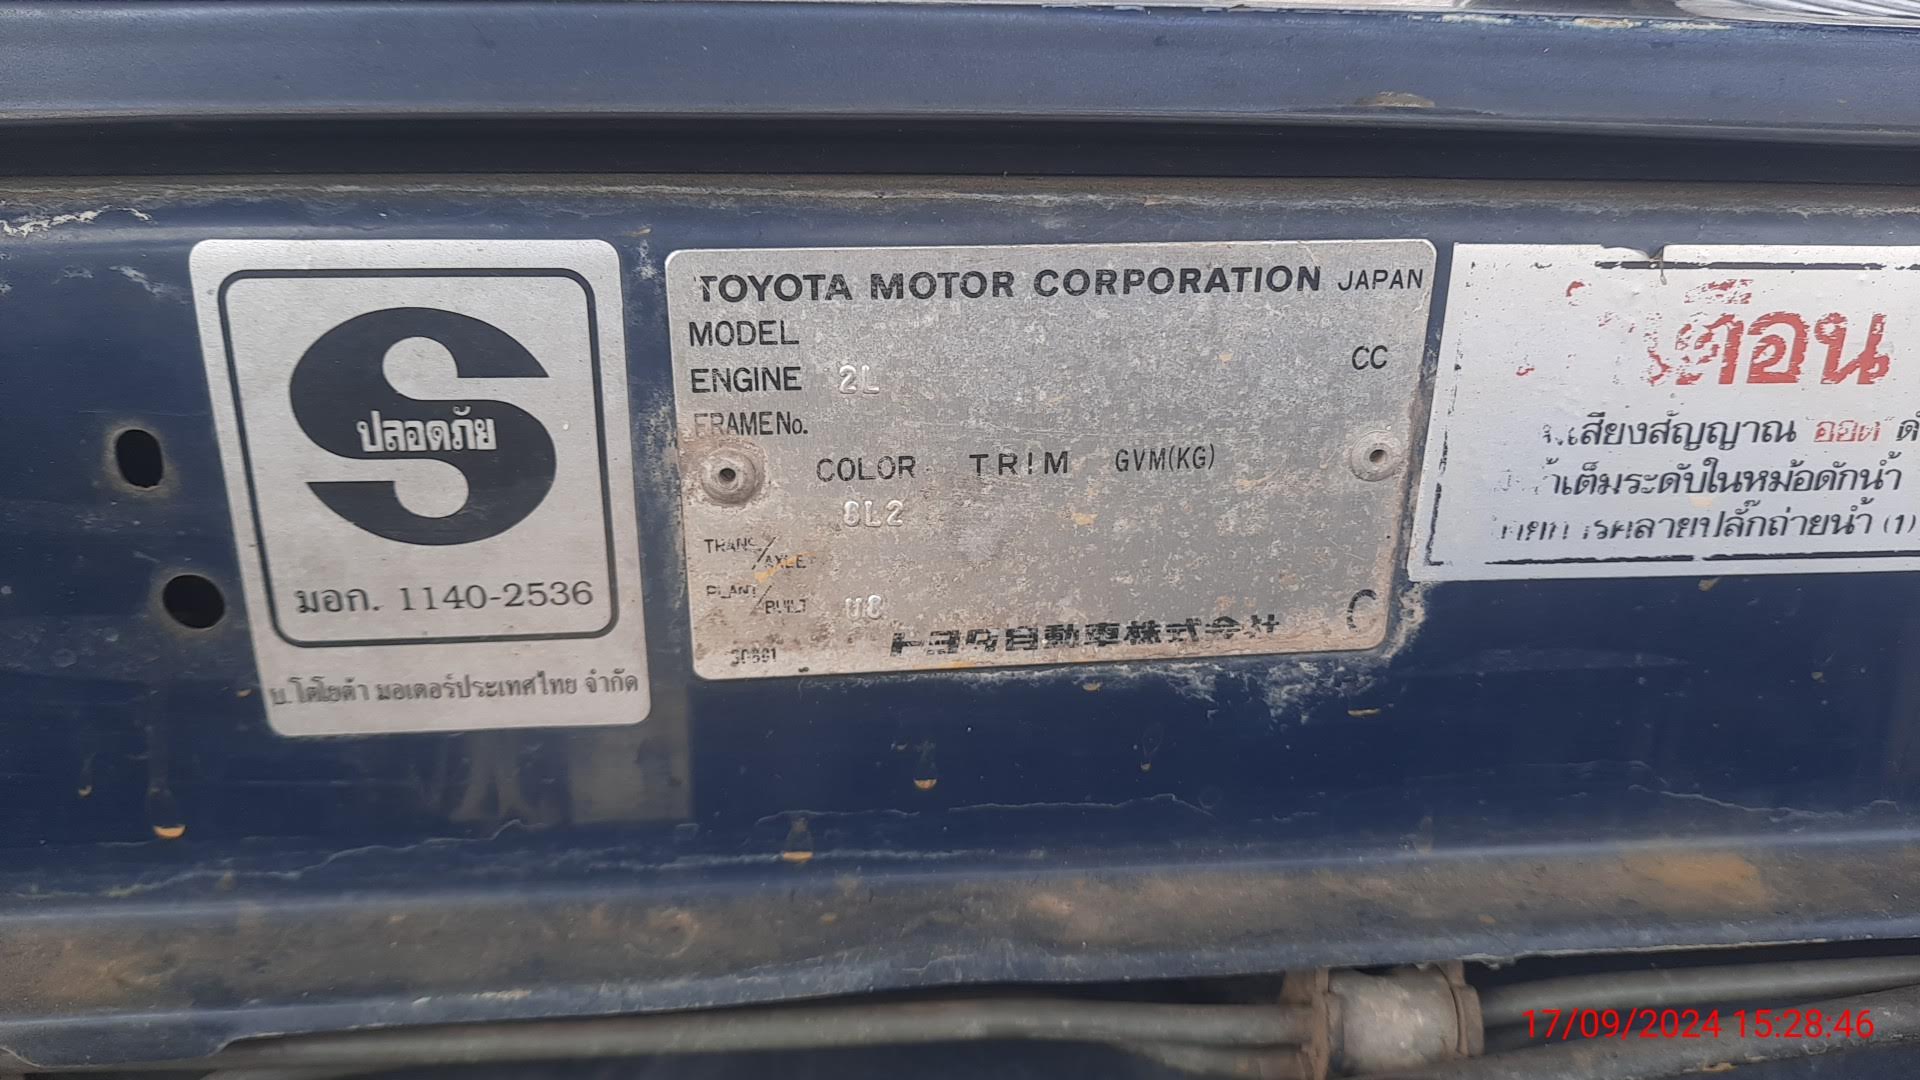 ปลอดภัย
มอก. 1140-2536
บ.โตโยต้า มอเตอร์ประเทศไทย จำกัด
TOYOTA MOTOR CORPORATION JAPAN
MODEL
ENGINE 2L CC
FRAME No.
COLOR TRIM GVM(KG)
8L2
TRANS/AXLE
PLANT/BUILT
トヨタ自動車株式会社 C
เสียงสัญญาณ ออด
เต็มระดับในหม้อดักน้ำ
คลายปลั๊กถ่ายน้ำ (1)
17/09/2024 15:28:46